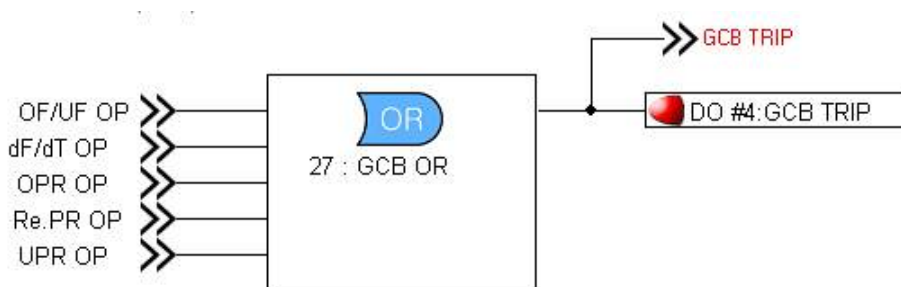 GCB TRIP
OF/UF OP
OR
DO #4:GCB TRIP
dF/dT OP
27 : GCB OR
OPR OP
Re.PR OP
UPR OP